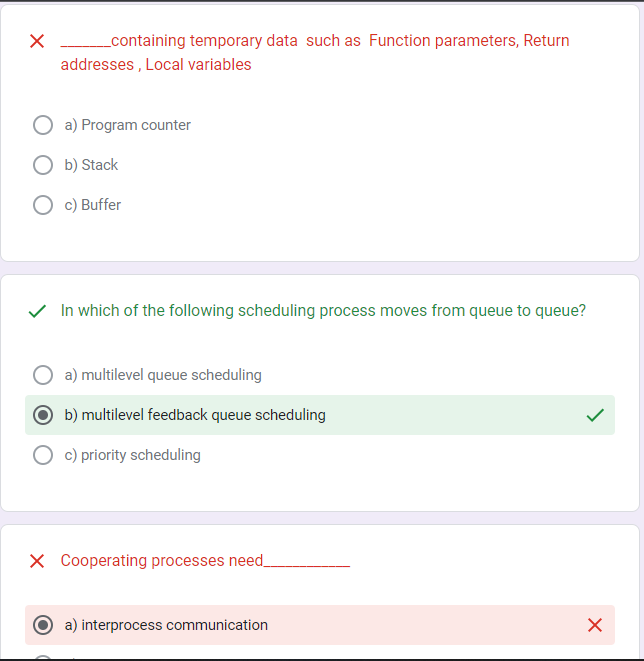 _______containing temporary data  such as  Function parameters, Return
addresses , Local variables
a) Program counter
b) Stack
c) Buffer
In which of the following scheduling process moves from queue to queue?
a) multilevel queue scheduling
b) multilevel feedback queue scheduling
c) priority scheduling
Cooperating processes need____________
a) interprocess communication